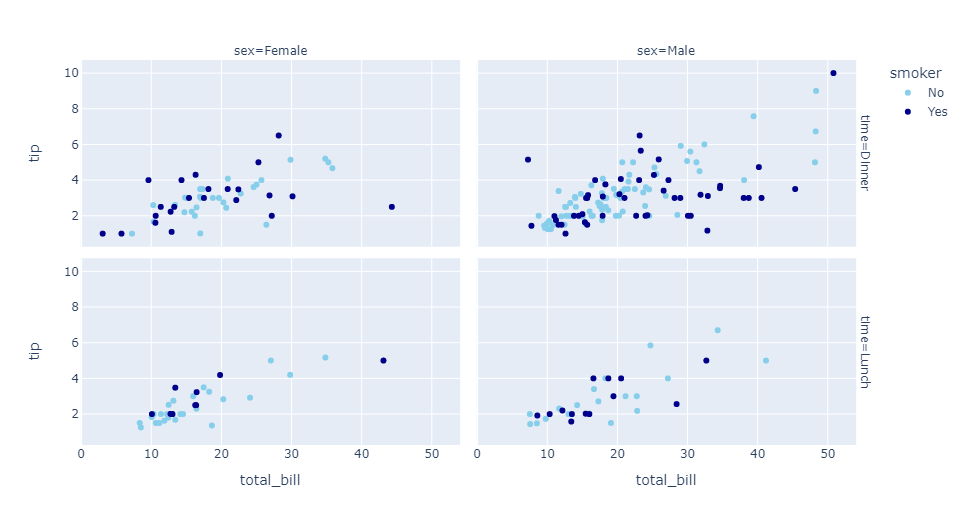 sex=Female
sex=Male
smoker
No
Yes
10
8
6
4
2
tip
time=Dinner
10
8
6
4
2
tip
time=Lunch
0
10
20
30
40
50
0
10
20
30
40
50
total_bill
total_bill